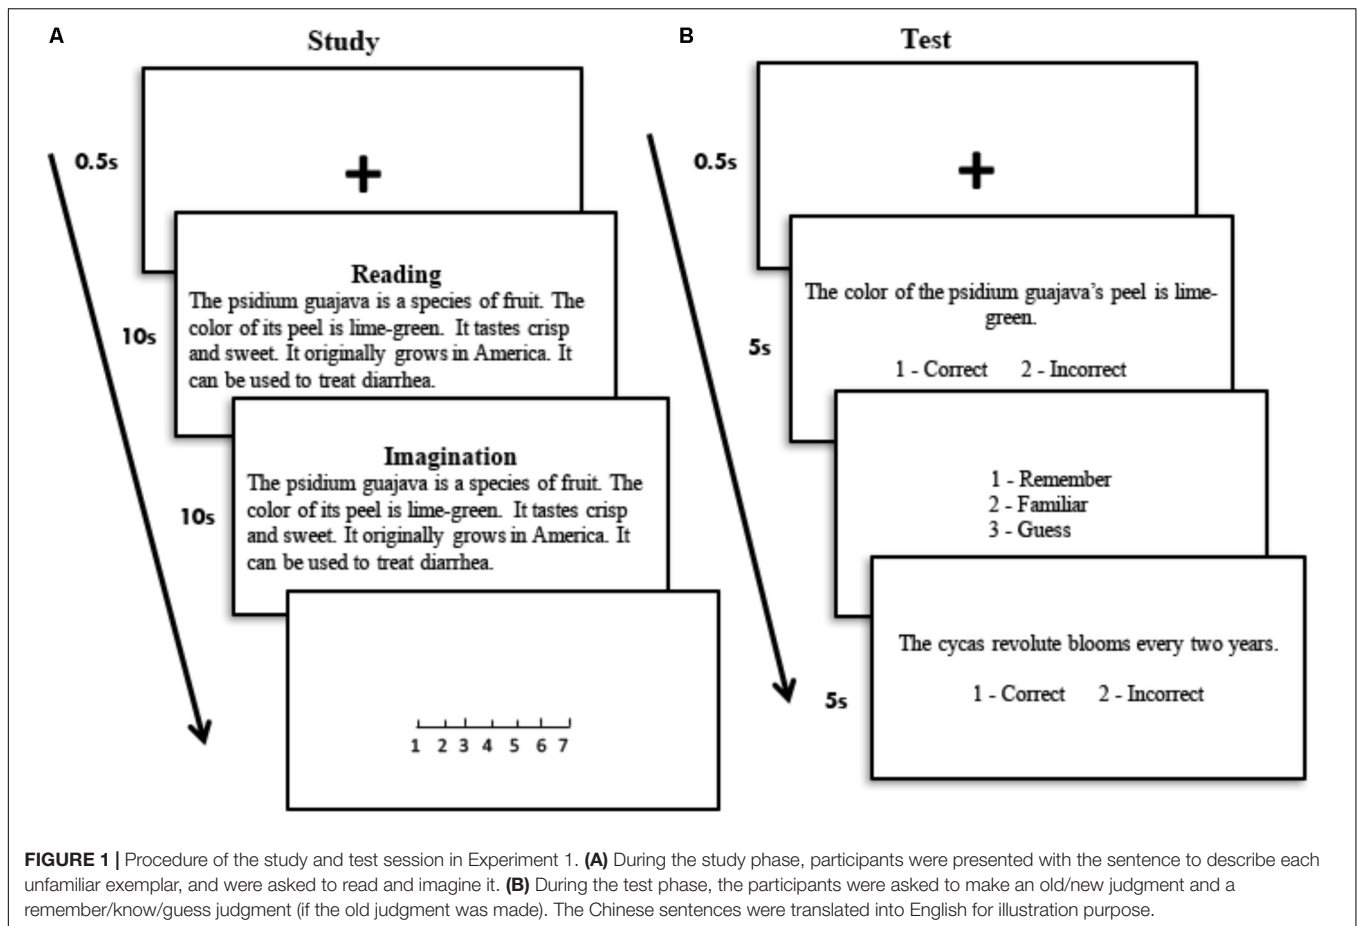 A
Study
0.5s
+
Reading
The psidium guajava is a species of fruit. The
color of its peel is lime-green. It tastes crisp
and sweet. It originally grows in America. It
can be used to treat diarrhea.
10s
Imagination
The psidium guajava is a species of fruit. The
color of its peel is lime-green. It tastes crisp
and sweet. It originally grows in America. It
can be used to treat diarrhea.
10s
1 2 3 4 5 6 7
B
Test
0.5s
+
The color of the psidium guajava's peel is lime-
green.
1 - Correct 2 - Incorrect
5s
1 - Remember
2 - Familiar
3 - Guess
The cycas revolute blooms every two years.
1 - Correct 2 - Incorrect
5s
FIGURE 1 | Procedure of the study and test session in Experiment 1. (A) During the study phase, participants were presented with the sentence to describe each
unfamiliar exemplar, and were asked to read and imagine it. (B) During the test phase, the participants were asked to make an old/new judgment and a
remember/know/guess judgment (if the old judgment was made). The Chinese sentences were translated into English for illustration purpose.